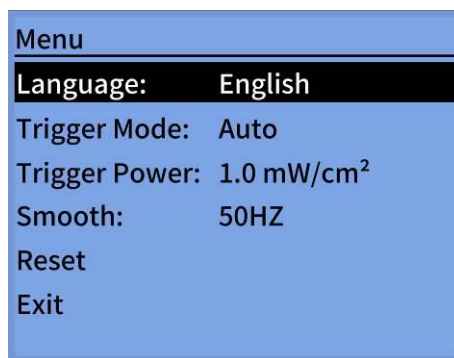 Menu
Language: English
Trigger Mode: Auto
Trigger Power: 1.0 mW/cm²
Smooth: 50HZ
Reset
Exit